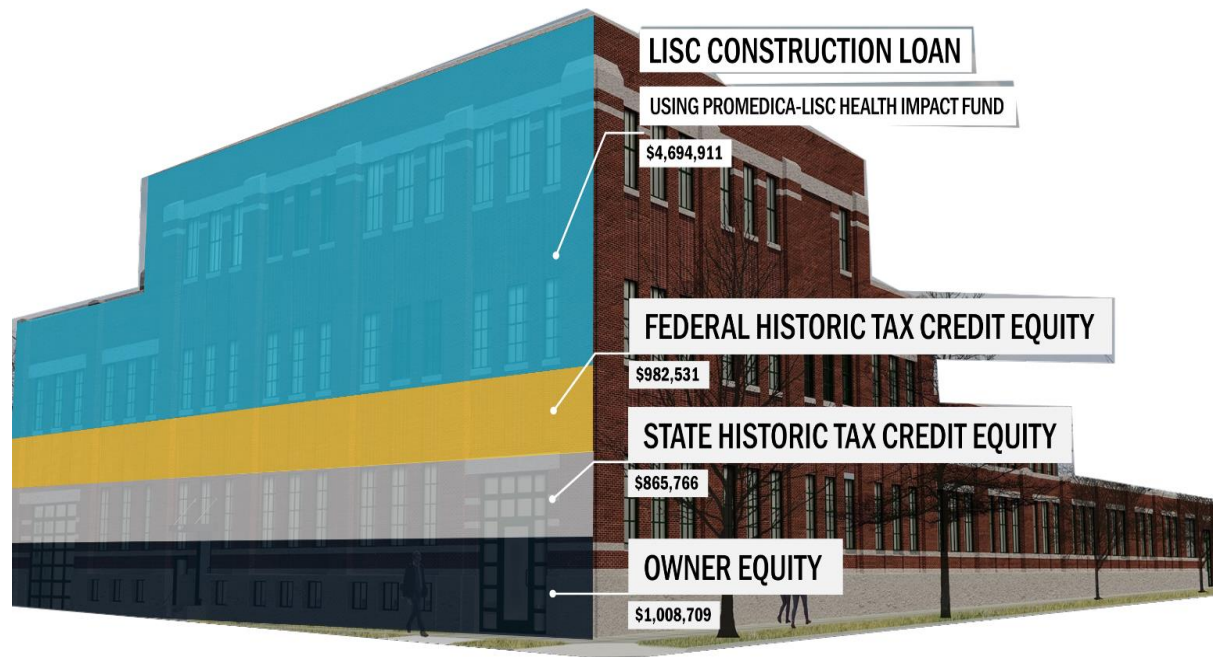 LISC CONSTRUCTION LOAN
USING PROMEDICA-LISC HEALTH IMPACT FUND
$4,694,911
FEDERAL HISTORIC TAX CREDIT EQUITY
$982,531
STATE HISTORIC TAX CREDIT EQUITY
$865,766
OWNER EQUITY
$1,008,709